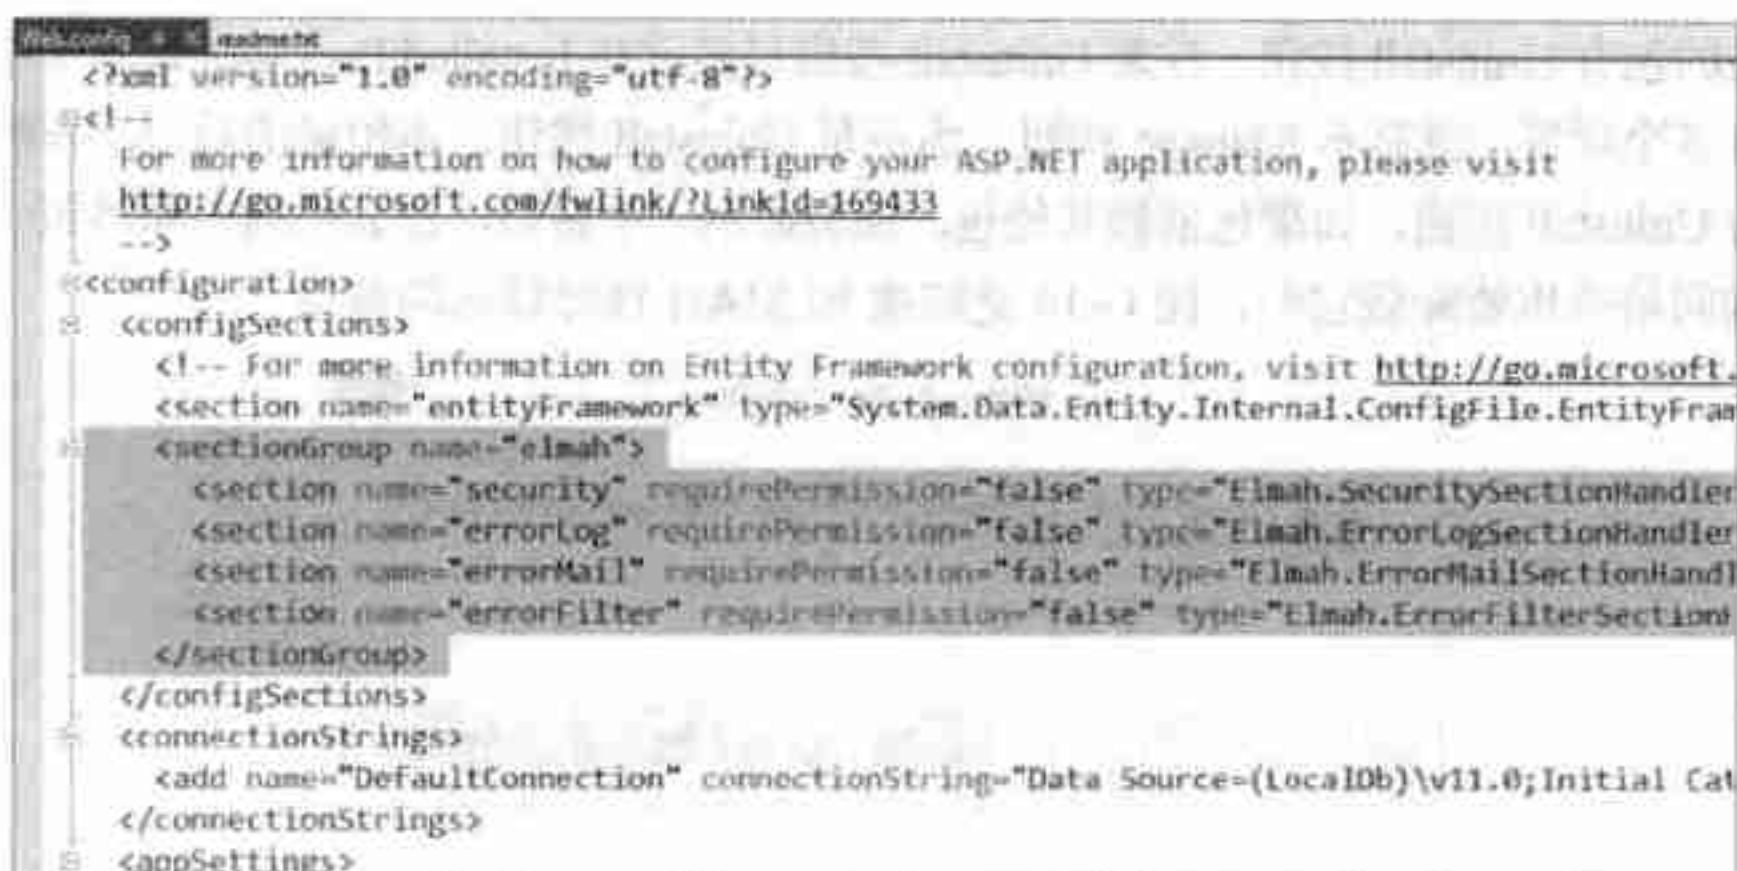 Web.config readme.txt
<?xml version="1.0" encoding="utf-8"?>
<!--
For more information on how to configure your ASP.NET application, please visit
http://go.microsoft.com/fwlink/?LinkId=169433
-->
<configuration>
<configSections>
<!-- For more information on Entity Framework configuration, visit http://go.microsoft.
<section name="entityFramework" type="System.Data.Entity.Internal.ConfigFile.EntityFram
<sectionGroup name="elmah">
<section name="security" requirePermission="false" type="Elmah.SecuritySectionHandler
<section name="errorLog" requirePermission="false" type="Elmah.ErrorLogSectionHandler
<section name="errorMail" requirePermission="false" type="Elmah.ErrorMailSectionHandl
<section name="errorFilter" requirePermission="false" type="Elmah.ErrorFilterSectionH
</sectionGroup>
</configSections>
<connectionStrings>
<add name="DefaultConnection" connectionString="Data Source=(LocalDb)\v11.0;Initial Cat
</connectionStrings>
<appSettings>